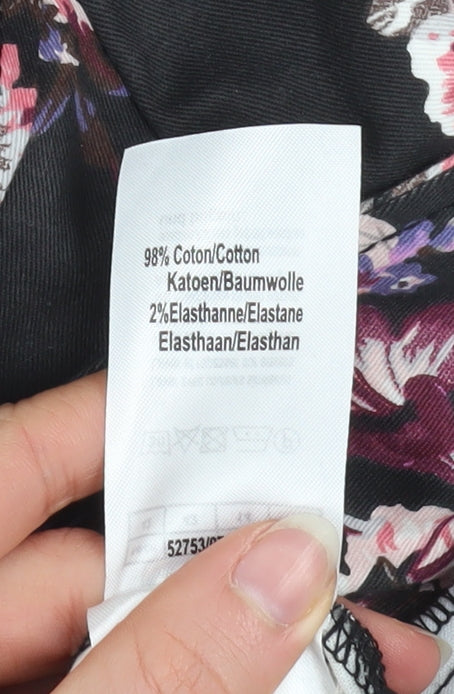 98% Coton/Cotton
Katoen/Baumwolle
2%Elasthanne/Elastane
Elasthaan/Elasthan